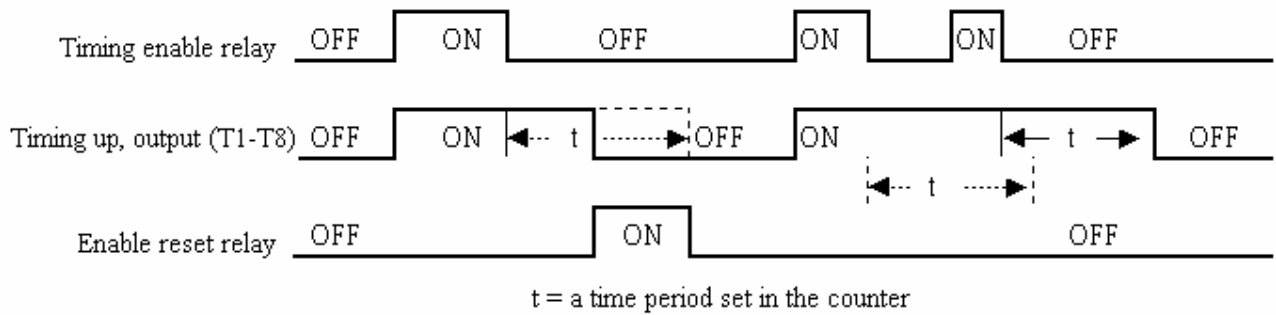 Timing enable relay OFF ON OFF ON ON OFF
Timing up, output (T1-T8) OFF ON t OFF ON t OFF
t
Enable reset relay OFF ON OFF
t = a time period set in the counter